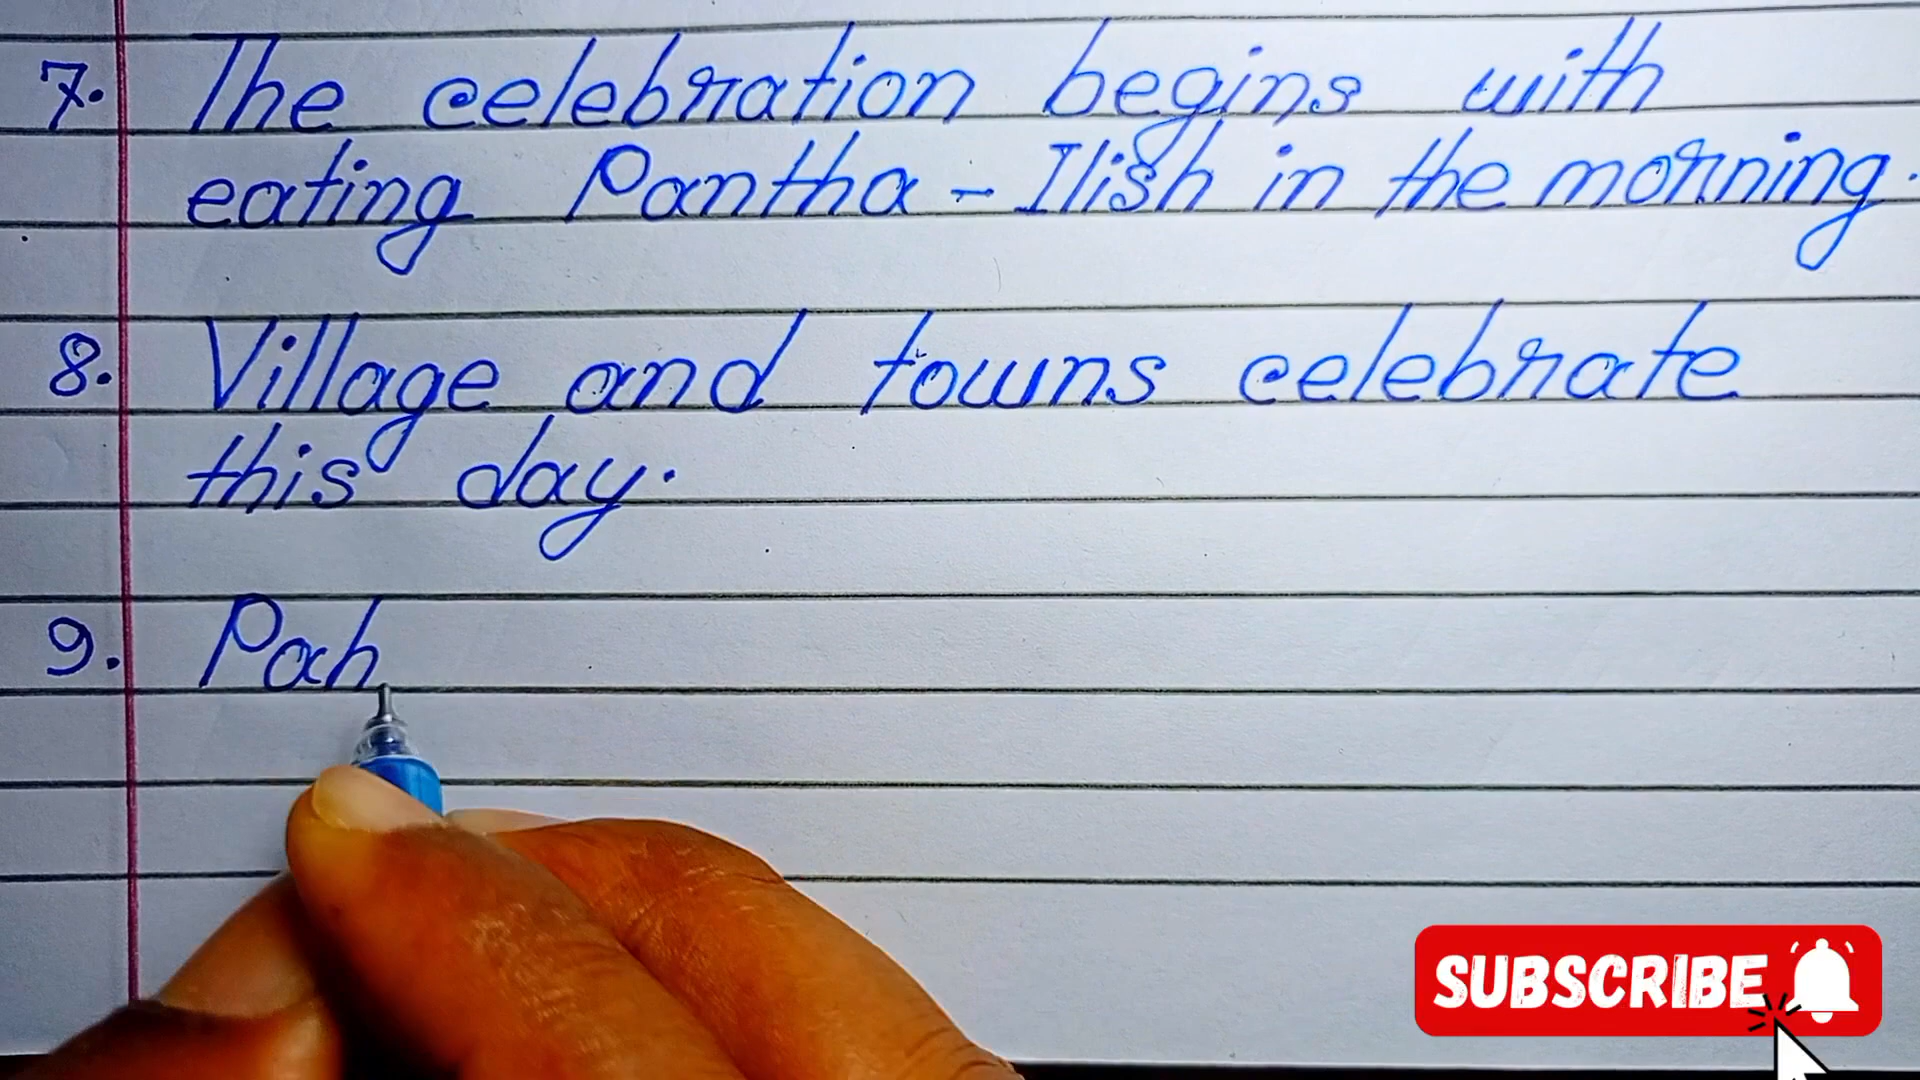 7. The celebration begins with
eating Pantha - Ilish in the morning.
8. Village and towns celebrate
this day.
9. Pah
SUBSCRIBE